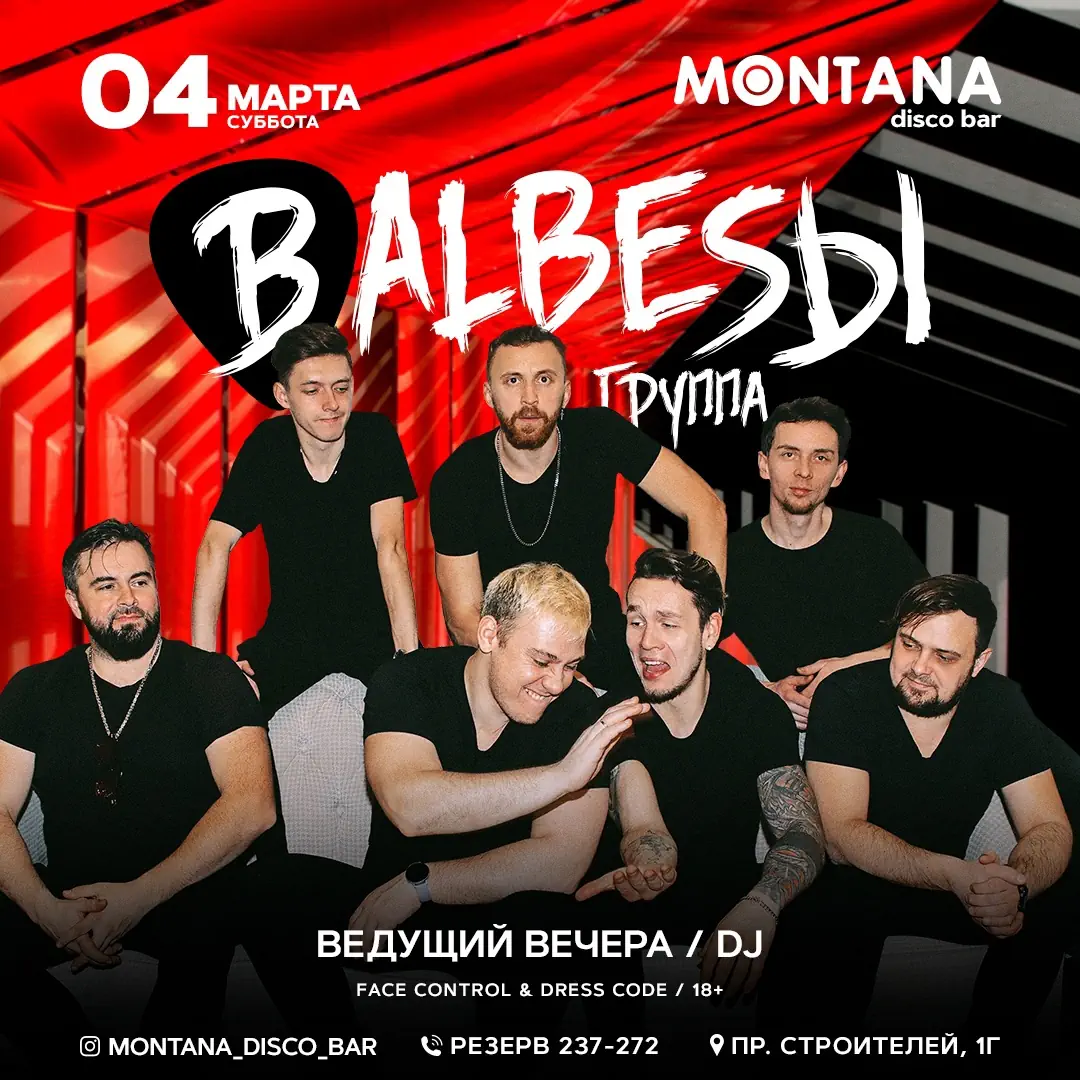 04 МАРТА
СУББОТА
MONTANA
disco bar
BALBESЫ
ГРУППА
ВЕДУЩИЙ ВЕЧЕРА / DJ
FACE CONTROL & DRESS CODE / 18+
MONTANA_DISCO_BAR
РЕЗЕРВ 237-272
ПР. СТРОИТЕЛЕЙ, 1Г